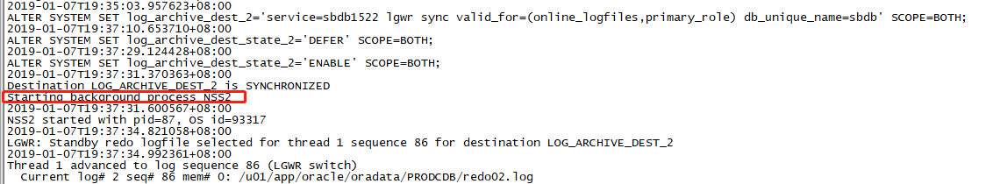 2019-01-07T19:35:03.957623+08:00
ALTER SYSTEM SET log_archive_dest_2='service=sbdb1522 lgwr sync valid_for=(online_logfiles,primary_role) db_unique_name=sbdb' SCOPE=BOTH;
2019-01-07T19:37:10.653710+08:00
ALTER SYSTEM SET log_archive_dest_state_2='DEFER' SCOPE=BOTH;
2019-01-07T19:37:29.124428+08:00
ALTER SYSTEM SET log_archive_dest_state_2='ENABLE' SCOPE=BOTH;
2019-01-07T19:37:31.370363+08:00
Destination LOG_ARCHIVE_DEST_2 is SYNCHRONIZED
Starting background process NSS2
2019-01-07T19:37:31.600567+08:00
NSS2 started with pid=87, OS id=93317
2019-01-07T19:37:34.821058+08:00
LGWR: Standby redo logfile selected for thread 1 sequence 86 for destination LOG_ARCHIVE_DEST_2
2019-01-07T19:37:34.992361+08:00
Thread 1 advanced to log sequence 86 (LGWR switch)
  Current log# 2 seq# 86 mem# 0: /u01/app/oracle/oradata/PRODCDB/redo02.log